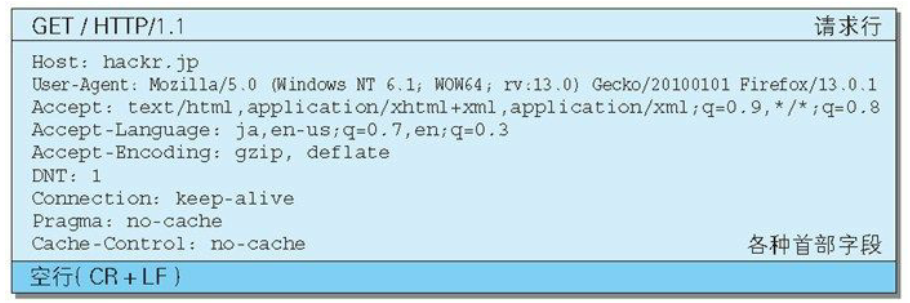 GET / HTTP/1.1 请求行
Host: hackr.jp
User-Agent: Mozilla/5.0 (Windows NT 6.1; WOW64; rv:13.0) Gecko/20100101 Firefox/13.0.1
Accept: text/html,application/xhtml+xml,application/xml;q=0.9,*/*;q=0.8
Accept-Language: ja,en-us;q=0.7,en;q=0.3
Accept-Encoding: gzip, deflate
DNT: 1
Connection: keep-alive
Pragma: no-cache
Cache-Control: no-cache 各种首部字段
空行( CR + LF )